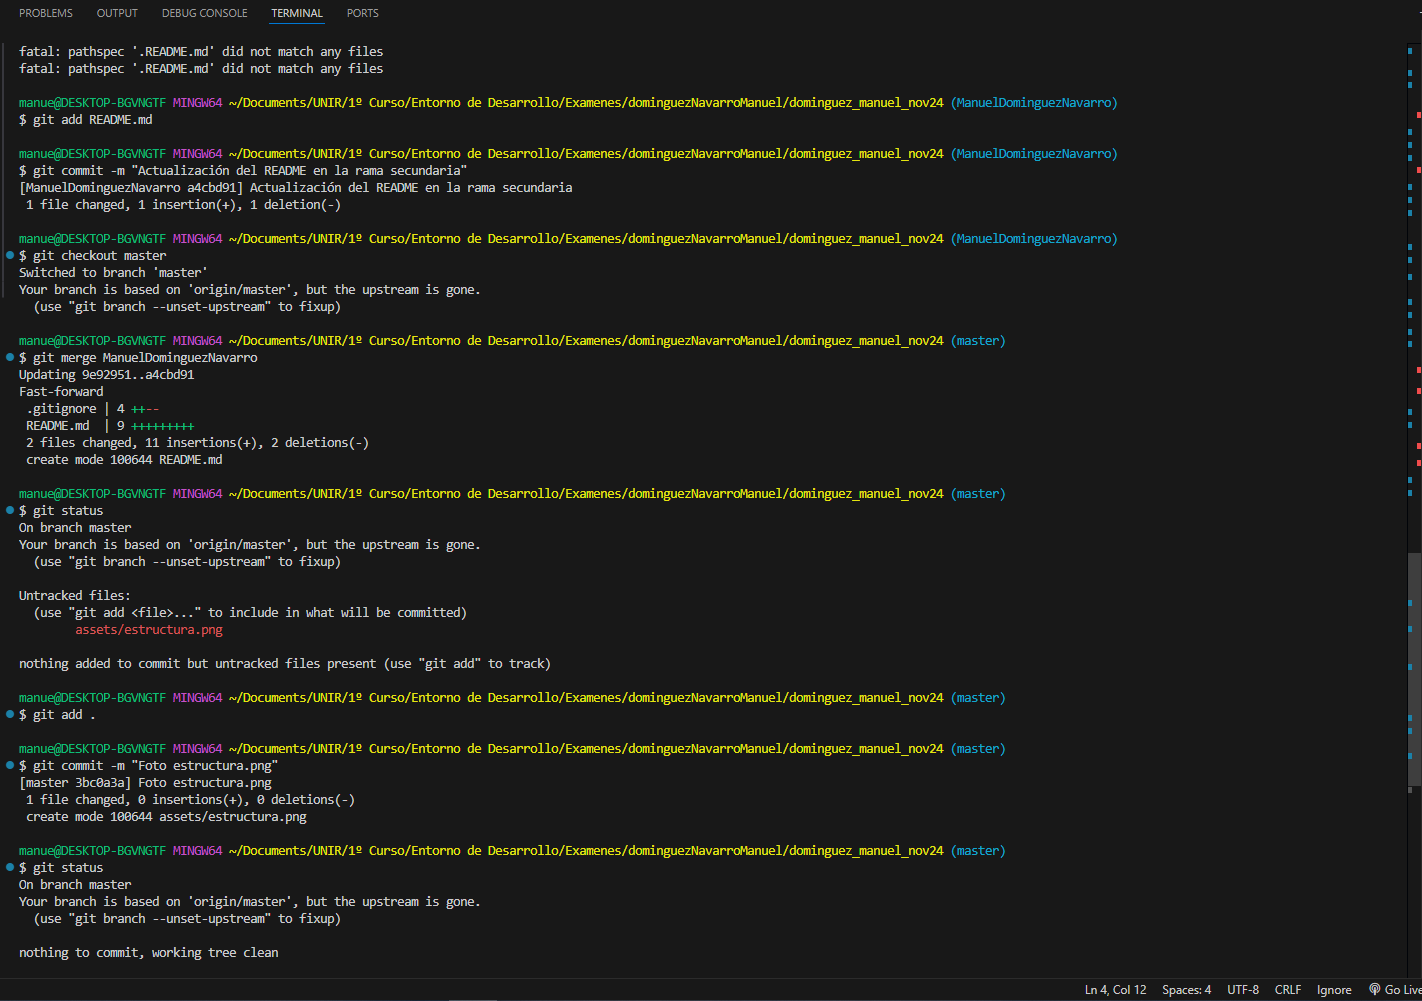 PROBLEMS OUTPUT DEBUG CONSOLE TERMINAL PORTS
fatal: pathspec '.README.md' did not match any files
fatal: pathspec '.README.md' did not match any files
manue@DESKTOP-BGVNGTF MINGW64 ~/Documents/UNIR/1º Curso/Entorno de Desarrollo/Examenes/dominguezNavarroManuel/dominguez_manuel_nov24 (ManuelDominguezNavarro)
$ git add README.md
manue@DESKTOP-BGVNGTF MINGW64 ~/Documents/UNIR/1º Curso/Entorno de Desarrollo/Examenes/dominguezNavarroManuel/dominguez_manuel_nov24 (ManuelDominguezNavarro)
$ git commit -m "Actualización del README en la rama secundaria"
[ManuelDominguezNavarro a4cbd91] Actualización del README en la rama secundaria
 1 file changed, 1 insertion(+), 1 deletion(-)
manue@DESKTOP-BGVNGTF MINGW64 ~/Documents/UNIR/1º Curso/Entorno de Desarrollo/Examenes/dominguezNavarroManuel/dominguez_manuel_nov24 (ManuelDominguezNavarro)
$ git checkout master
Switched to branch 'master'
Your branch is based on 'origin/master', but the upstream is gone.
  (use "git branch --unset-upstream" to fixup)
manue@DESKTOP-BGVNGTF MINGW64 ~/Documents/UNIR/1º Curso/Entorno de Desarrollo/Examenes/dominguezNavarroManuel/dominguez_manuel_nov24 (master)
$ git merge ManuelDominguezNavarro
Updating 9e92951..a4cbd91
Fast-forward
 .gitignore | 4 ++--
 README.md  | 9 +++++++++
 2 files changed, 11 insertions(+), 2 deletions(-)
 create mode 100644 README.md
manue@DESKTOP-BGVNGTF MINGW64 ~/Documents/UNIR/1º Curso/Entorno de Desarrollo/Examenes/dominguezNavarroManuel/dominguez_manuel_nov24 (master)
$ git status
On branch master
Your branch is based on 'origin/master', but the upstream is gone.
  (use "git branch --unset-upstream" to fixup)
Untracked files:
  (use "git add <file>..." to include in what will be committed)
        assets/estructura.png
nothing added to commit but untracked files present (use "git add" to track)
manue@DESKTOP-BGVNGTF MINGW64 ~/Documents/UNIR/1º Curso/Entorno de Desarrollo/Examenes/dominguezNavarroManuel/dominguez_manuel_nov24 (master)
$ git add .
manue@DESKTOP-BGVNGTF MINGW64 ~/Documents/UNIR/1º Curso/Entorno de Desarrollo/Examenes/dominguezNavarroManuel/dominguez_manuel_nov24 (master)
$ git commit -m "Foto estructura.png"
[master 3bc0a3a] Foto estructura.png
 1 file changed, 0 insertions(+), 0 deletions(-)
 create mode 100644 assets/estructura.png
manue@DESKTOP-BGVNGTF MINGW64 ~/Documents/UNIR/1º Curso/Entorno de Desarrollo/Examenes/dominguezNavarroManuel/dominguez_manuel_nov24 (master)
$ git status
On branch master
Your branch is based on 'origin/master', but the upstream is gone.
  (use "git branch --unset-upstream" to fixup)
nothing to commit, working tree clean
Ln 4, Col 12 Spaces: 4 UTF-8 CRLF Ignore Go Live